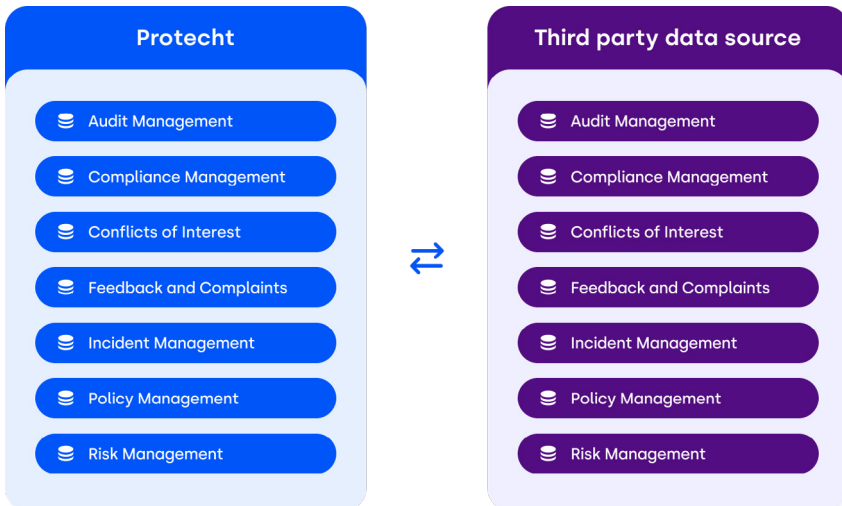 Protecht
Audit Management
Compliance Management
Conflicts of Interest
Feedback and Complaints
Incident Management
Policy Management
Risk Management
Third party data source
Audit Management
Compliance Management
Conflicts of Interest
Feedback and Complaints
Incident Management
Policy Management
Risk Management